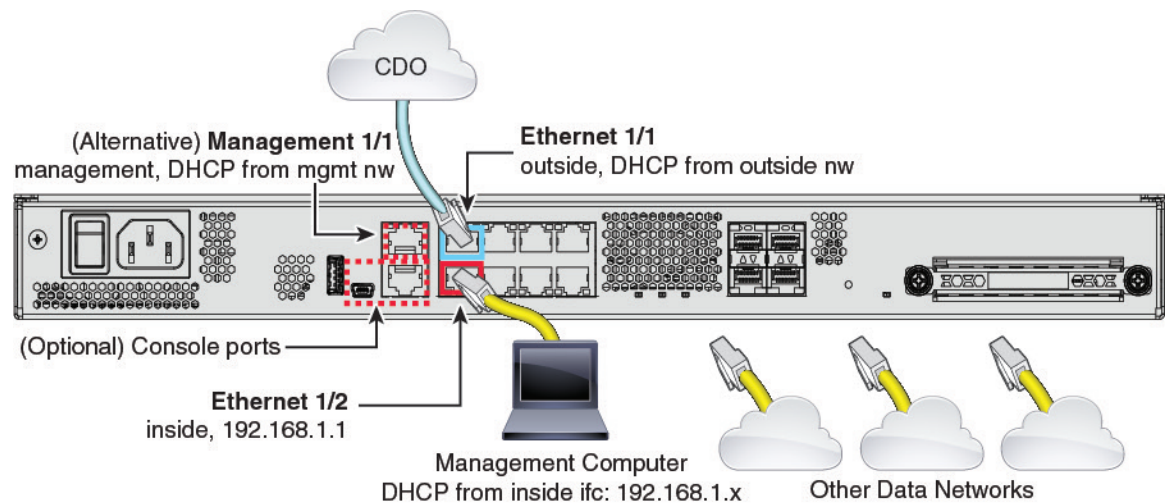 CDO
(Alternative) Management 1/1
management, DHCP from mgmt nw
Ethernet 1/1
outside, DHCP from outside nw
(Optional) Console ports
Ethernet 1/2
inside, 192.168.1.1
Management Computer
DHCP from inside ifc: 192.168.1.x
Other Data Networks